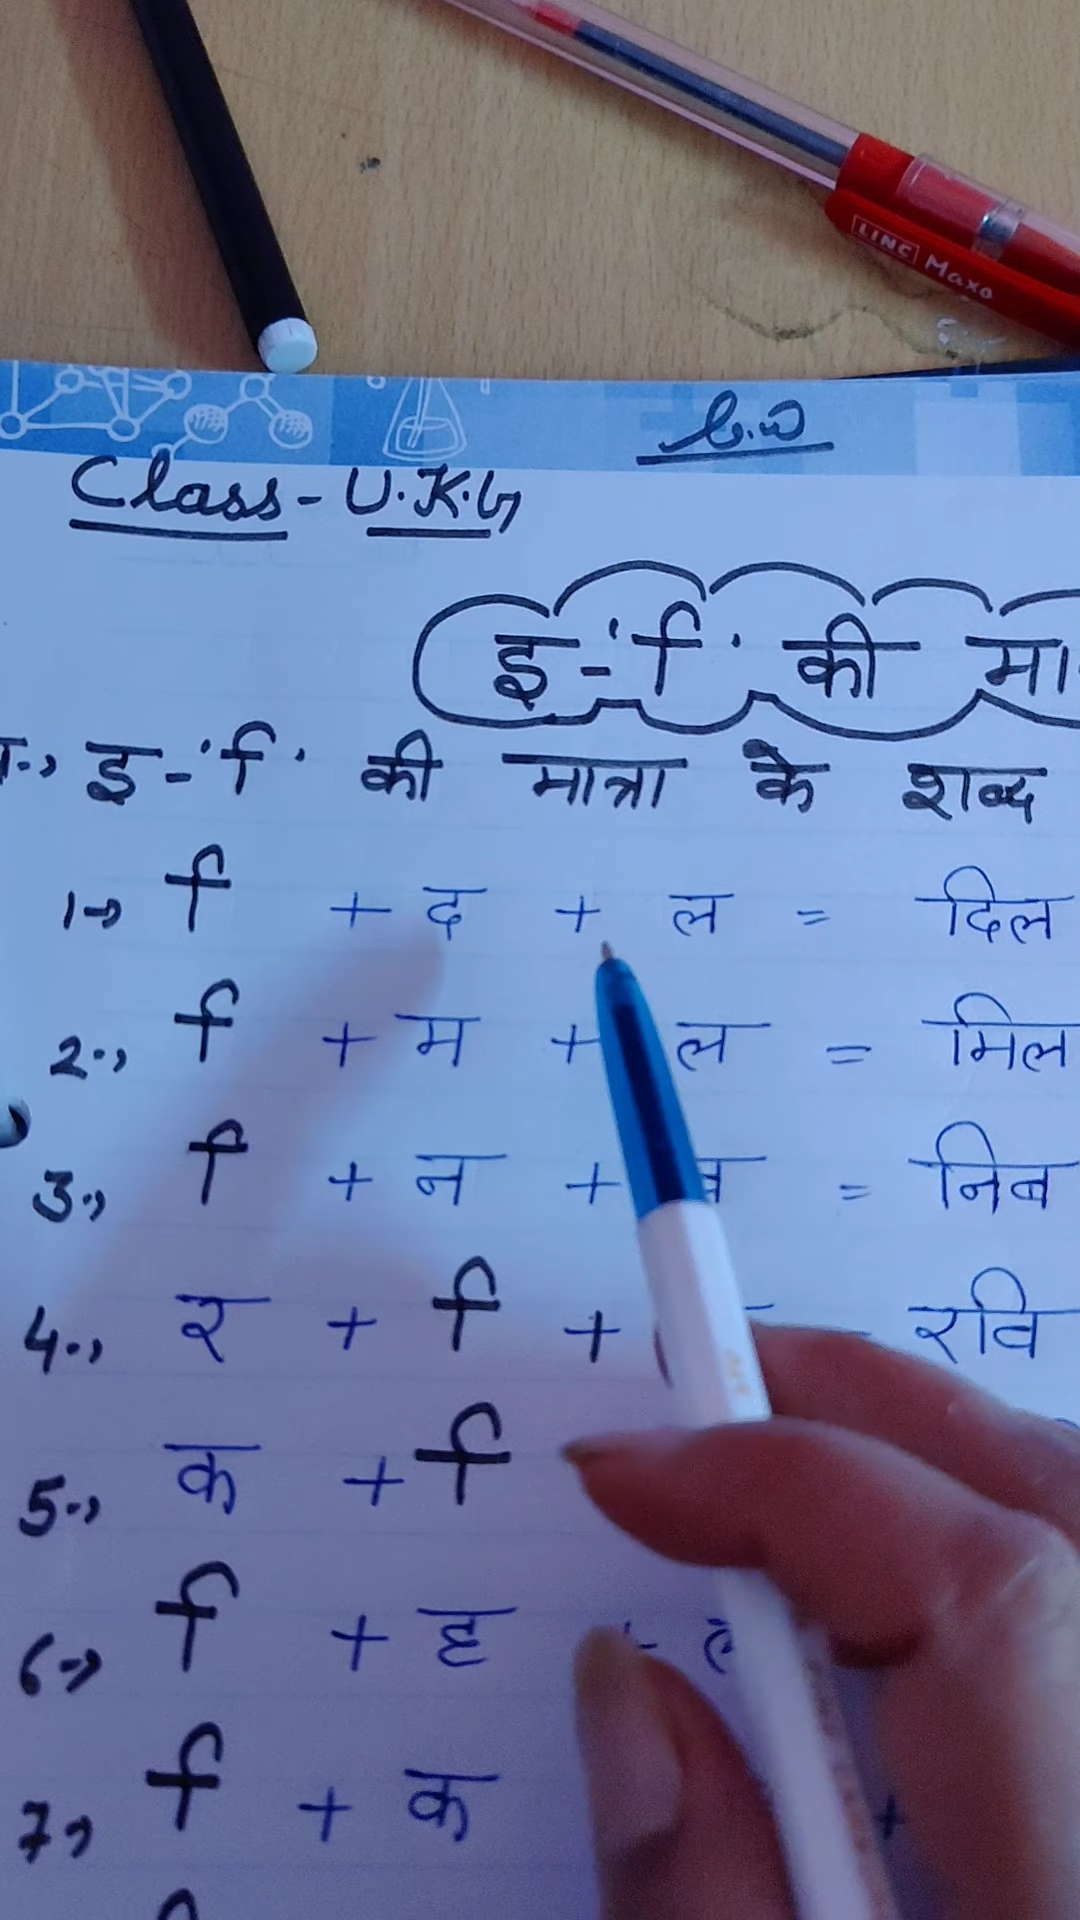 LINC Maxo
C.W
Class-U.K.G
इ-'ि' की मा
इ-'ि' की मात्रा के शब्द
1→ ि + द + ल = दिल
2→ ि + म + ल = मिल
3→ ि + न + ब = निब
4→ र + ि + = रवि
5→ क + ि
6→ ि + ह + ल
7→ ि + क +